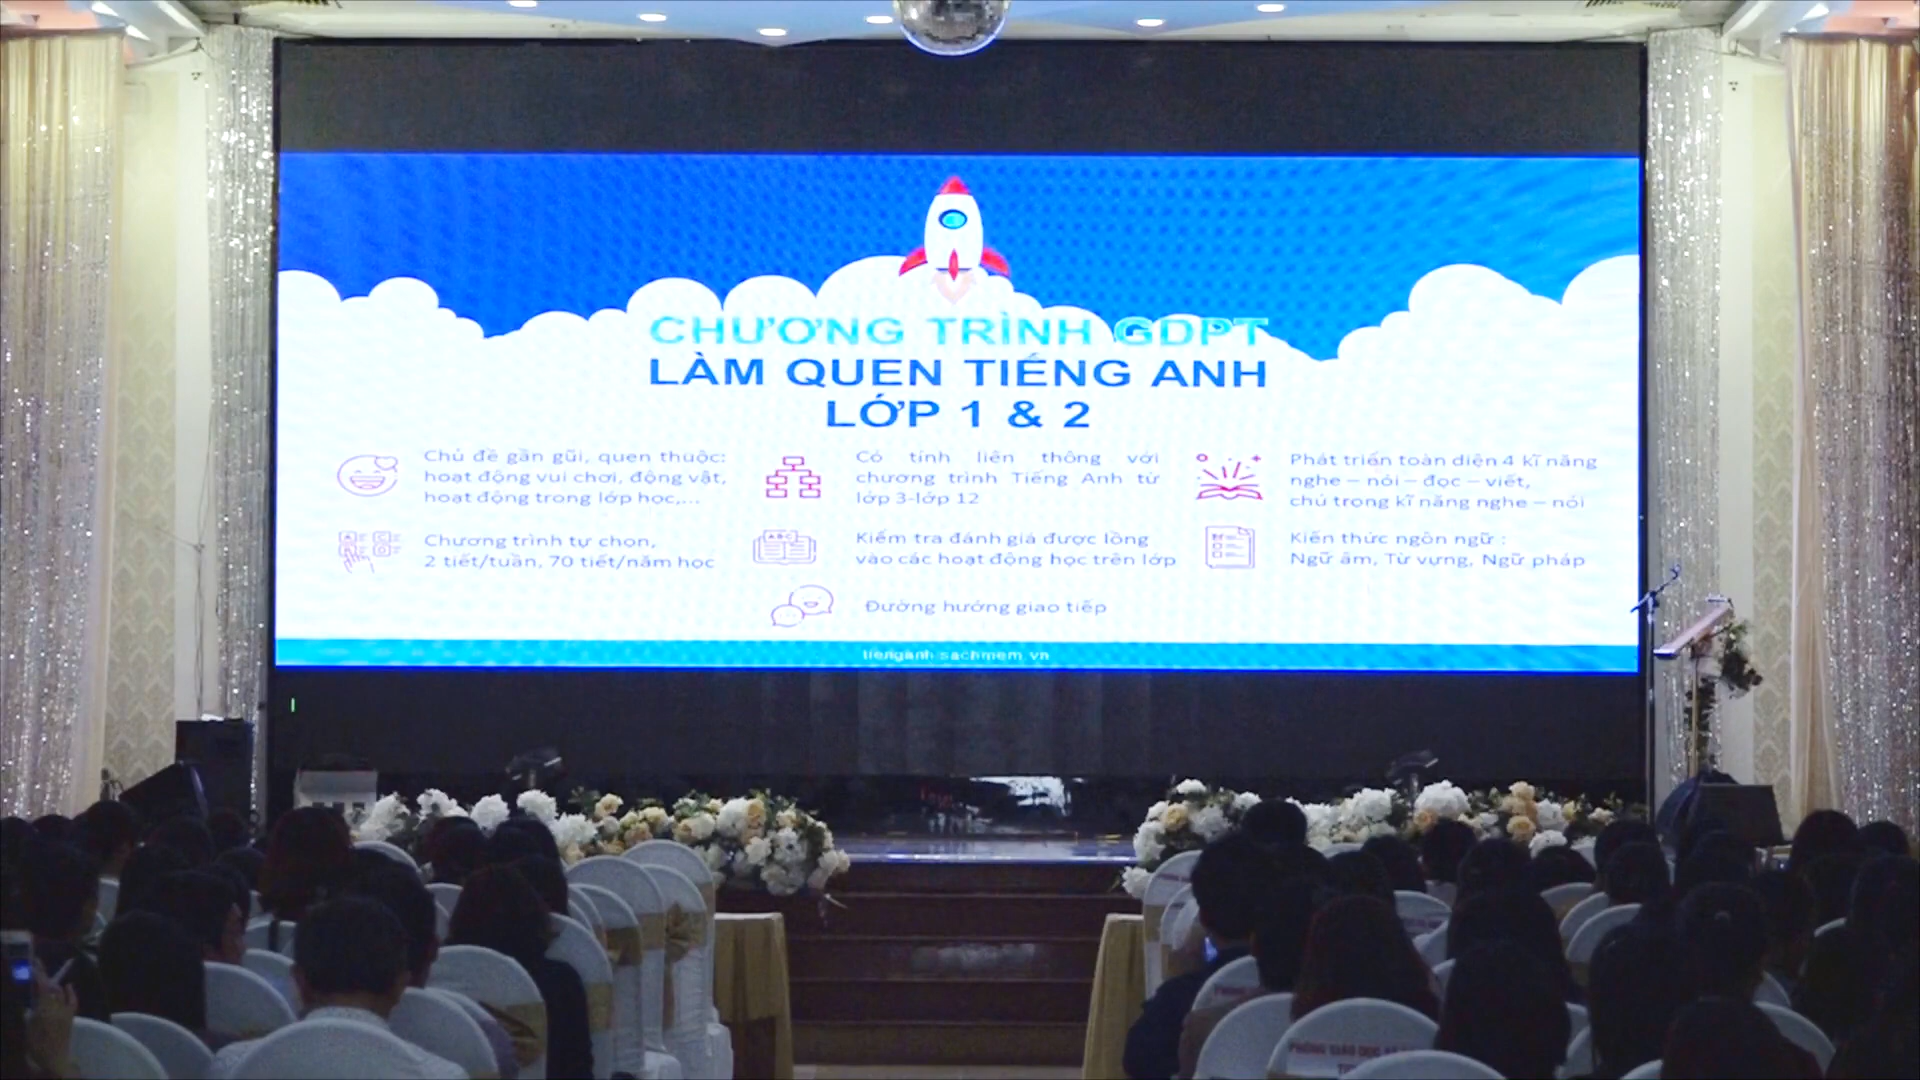 CHƯƠNG TRÌNH GDPT
LÀM QUEN TIẾNG ANH
LỚP 1 & 2
Chủ đề gần gũi, quen thuộc:
hoạt động vui chơi, động vật,
hoạt động trong lớp học,...
Có tính liên thông với
chương trình Tiếng Anh từ
lớp 3-lớp 12
Phát triển toàn diện 4 kĩ năng
nghe – nói – đọc – viết,
chú trọng kĩ năng nghe – nói
Chương trình tự chọn,
2 tiết/tuần, 70 tiết/năm học
Kiểm tra đánh giá được lồng
vào các hoạt động học trên lớp
Kiến thức ngôn ngữ :
Ngữ âm, Từ vựng, Ngữ pháp
Đường hướng giao tiếp
tienganh.sachmem.vn
PHÒNG GIÁO DỤC